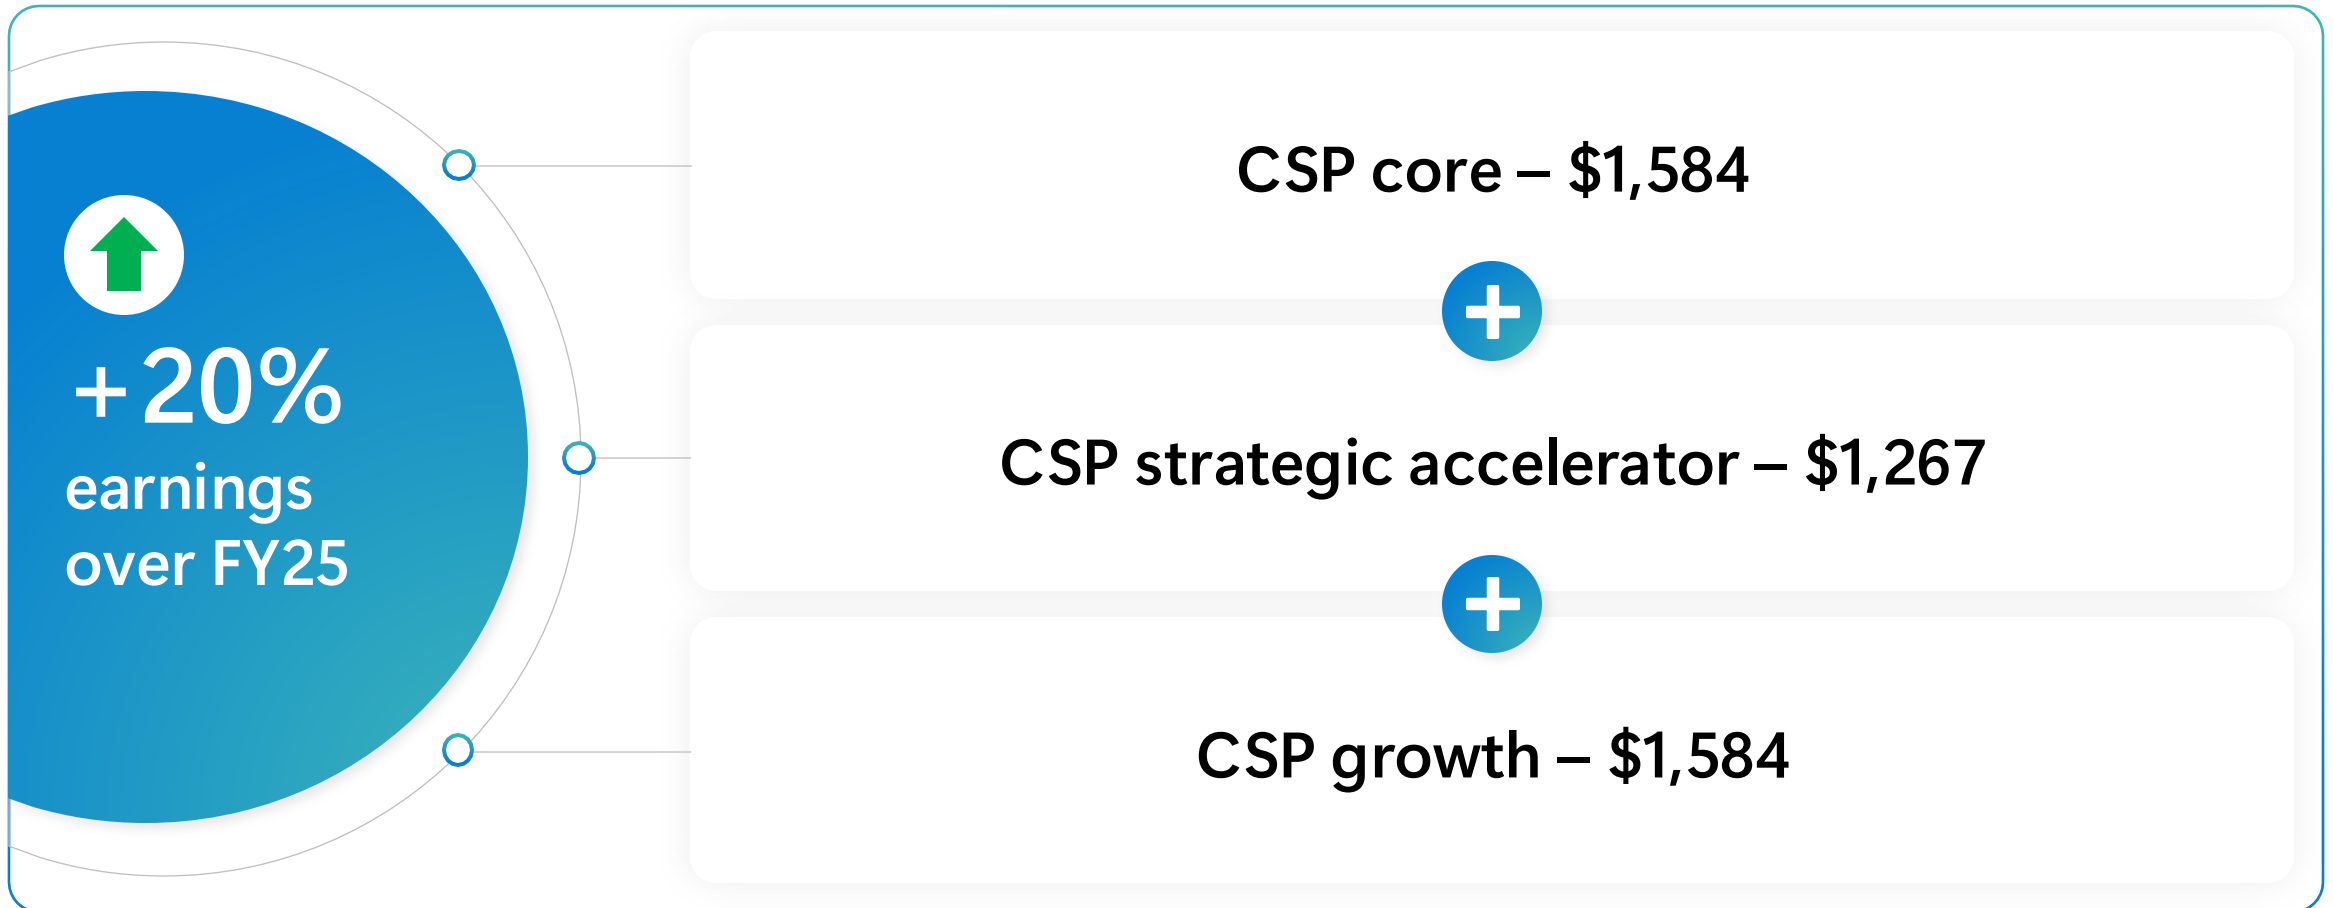 +20%
earnings
over FY25
CSP core – $1,584
CSP strategic accelerator – $1,267
CSP growth – $1,584